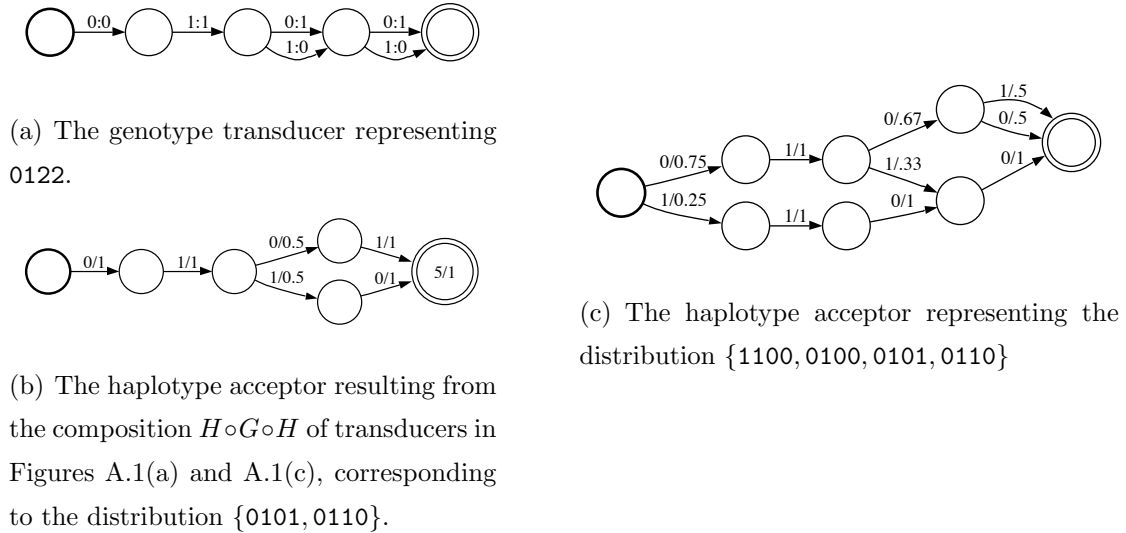 0:0 1:1 0:1 0:1
1:0 1:0
(a) The genotype transducer representing
0122.
0/1 1/1 0/0.5 1/1
1/0.5 0/1
5/1
(b) The haplotype acceptor resulting from
the composition H∘G∘H of transducers in
Figures A.1(a) and A.1(c), corresponding
to the distribution {0101, 0110}.
1/.5
0/.67 0/.5
0/0.75 1/1
1/.33 0/1
1/0.25 0/1
1/1
(c) The haplotype acceptor representing the
distribution {1100, 0100, 0101, 0110}